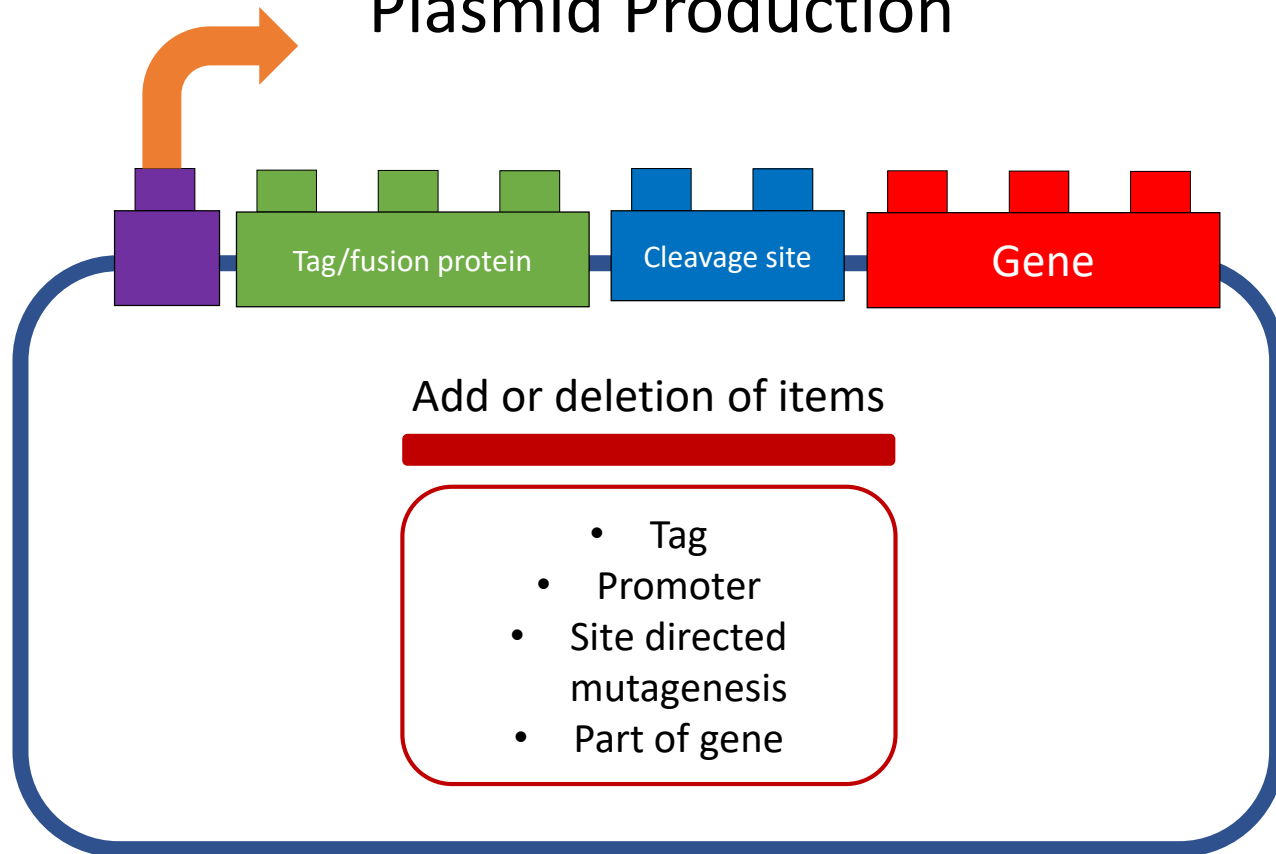 Plasmid Production
Tag/fusion protein
Cleavage site
Gene
Add or deletion of items
• Tag
• Promoter
• Site directed
mutagenesis
• Part of gene